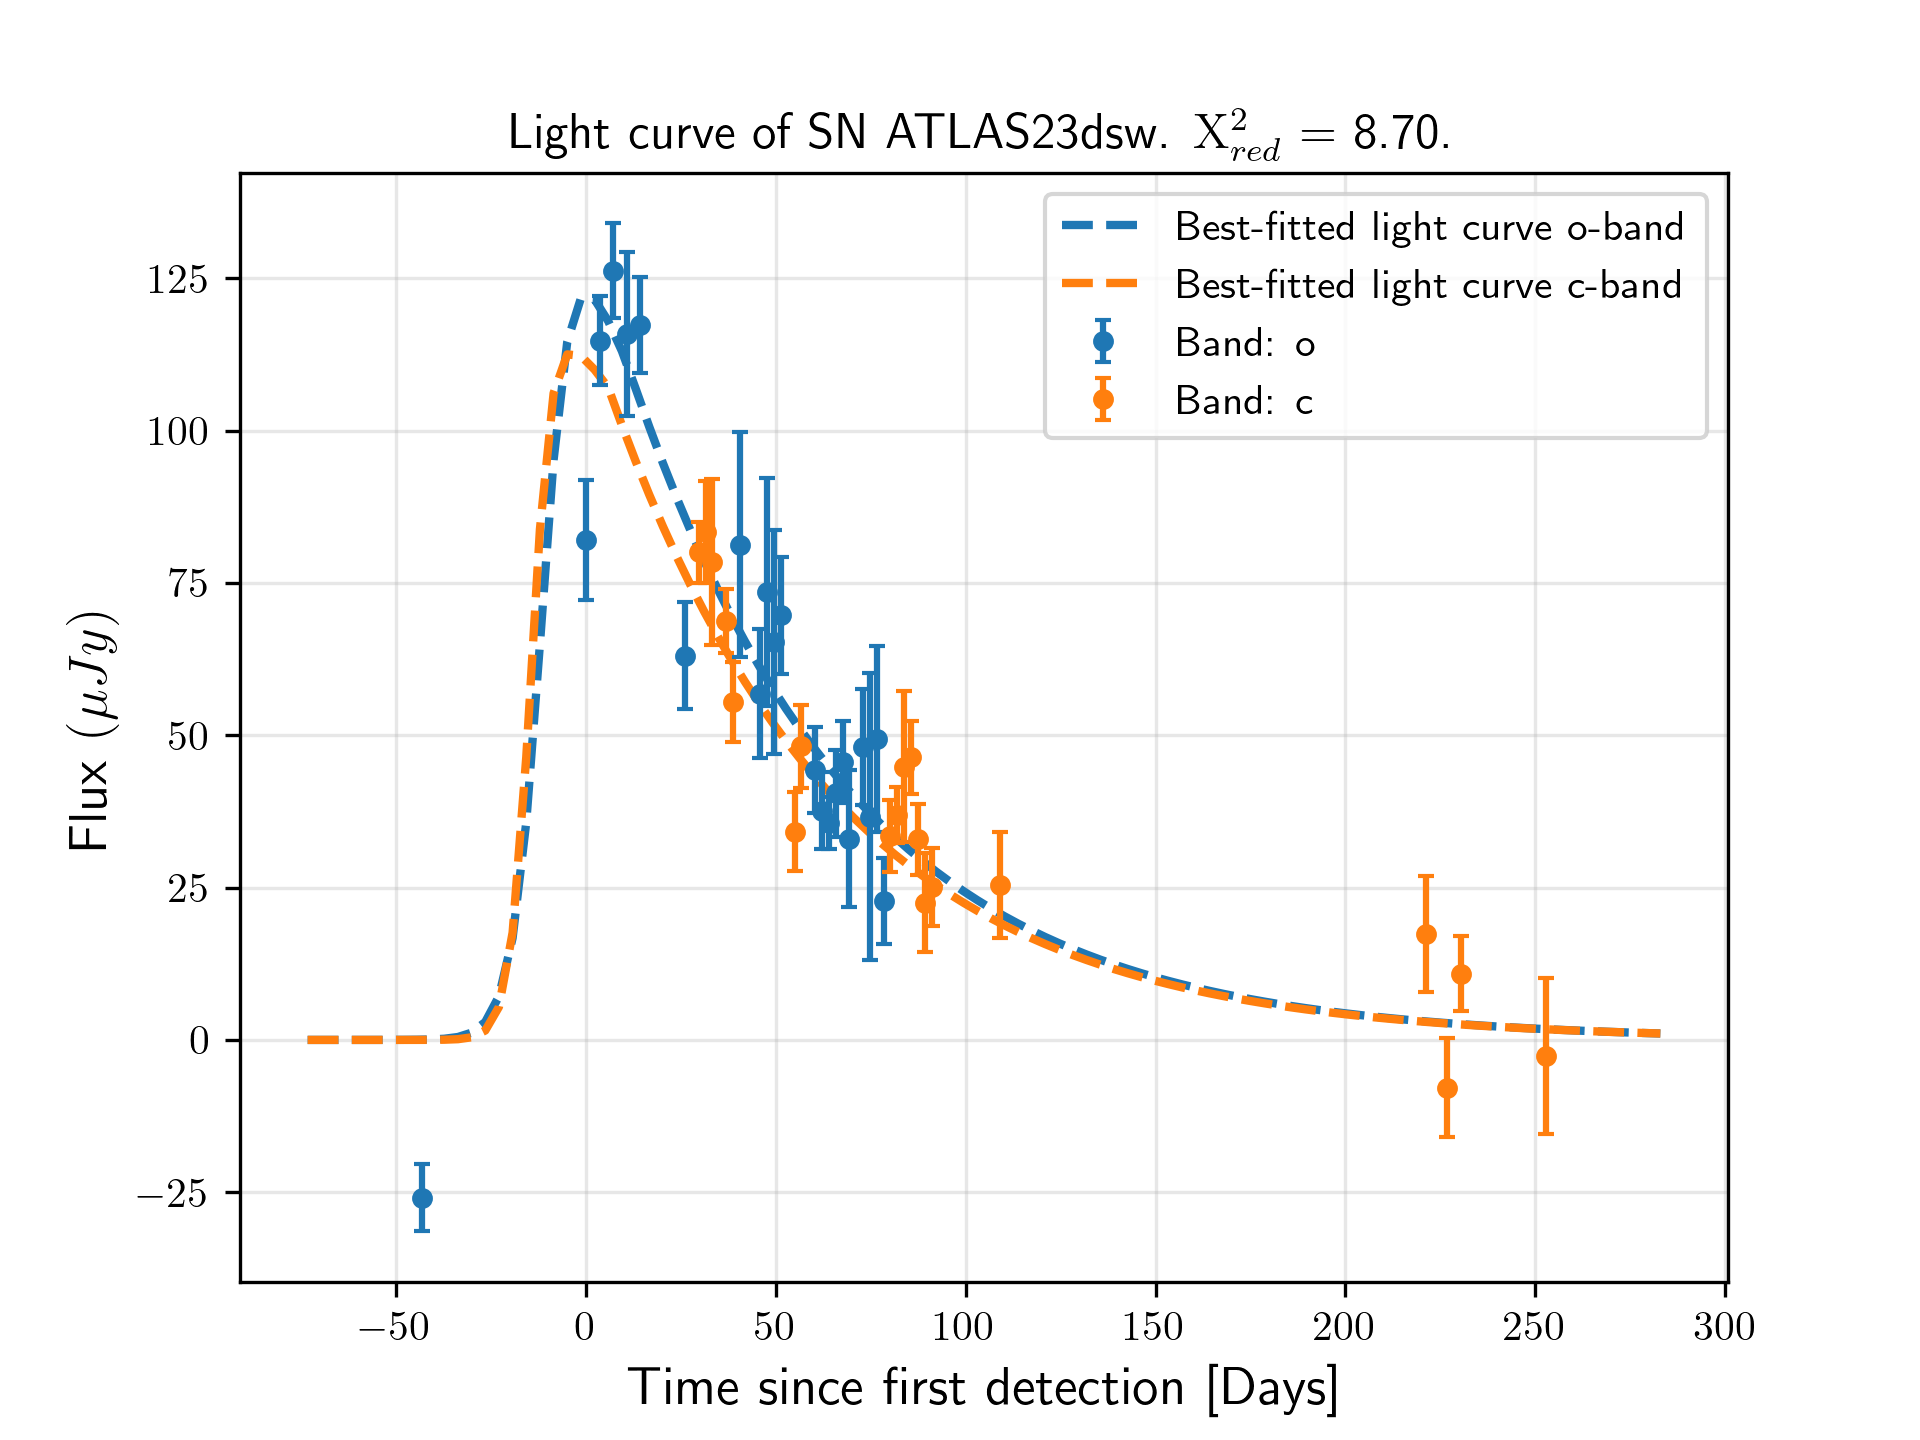 Light curve of SN ATLAS23dsw. X²red = 8.70.
Best-fitted light curve o-band
Best-fitted light curve c-band
Band: o
Band: c
125
100
75
50
25
0
−25
Flux (μJy)
−50 0 50 100 150 200 250 300
Time since first detection [Days]